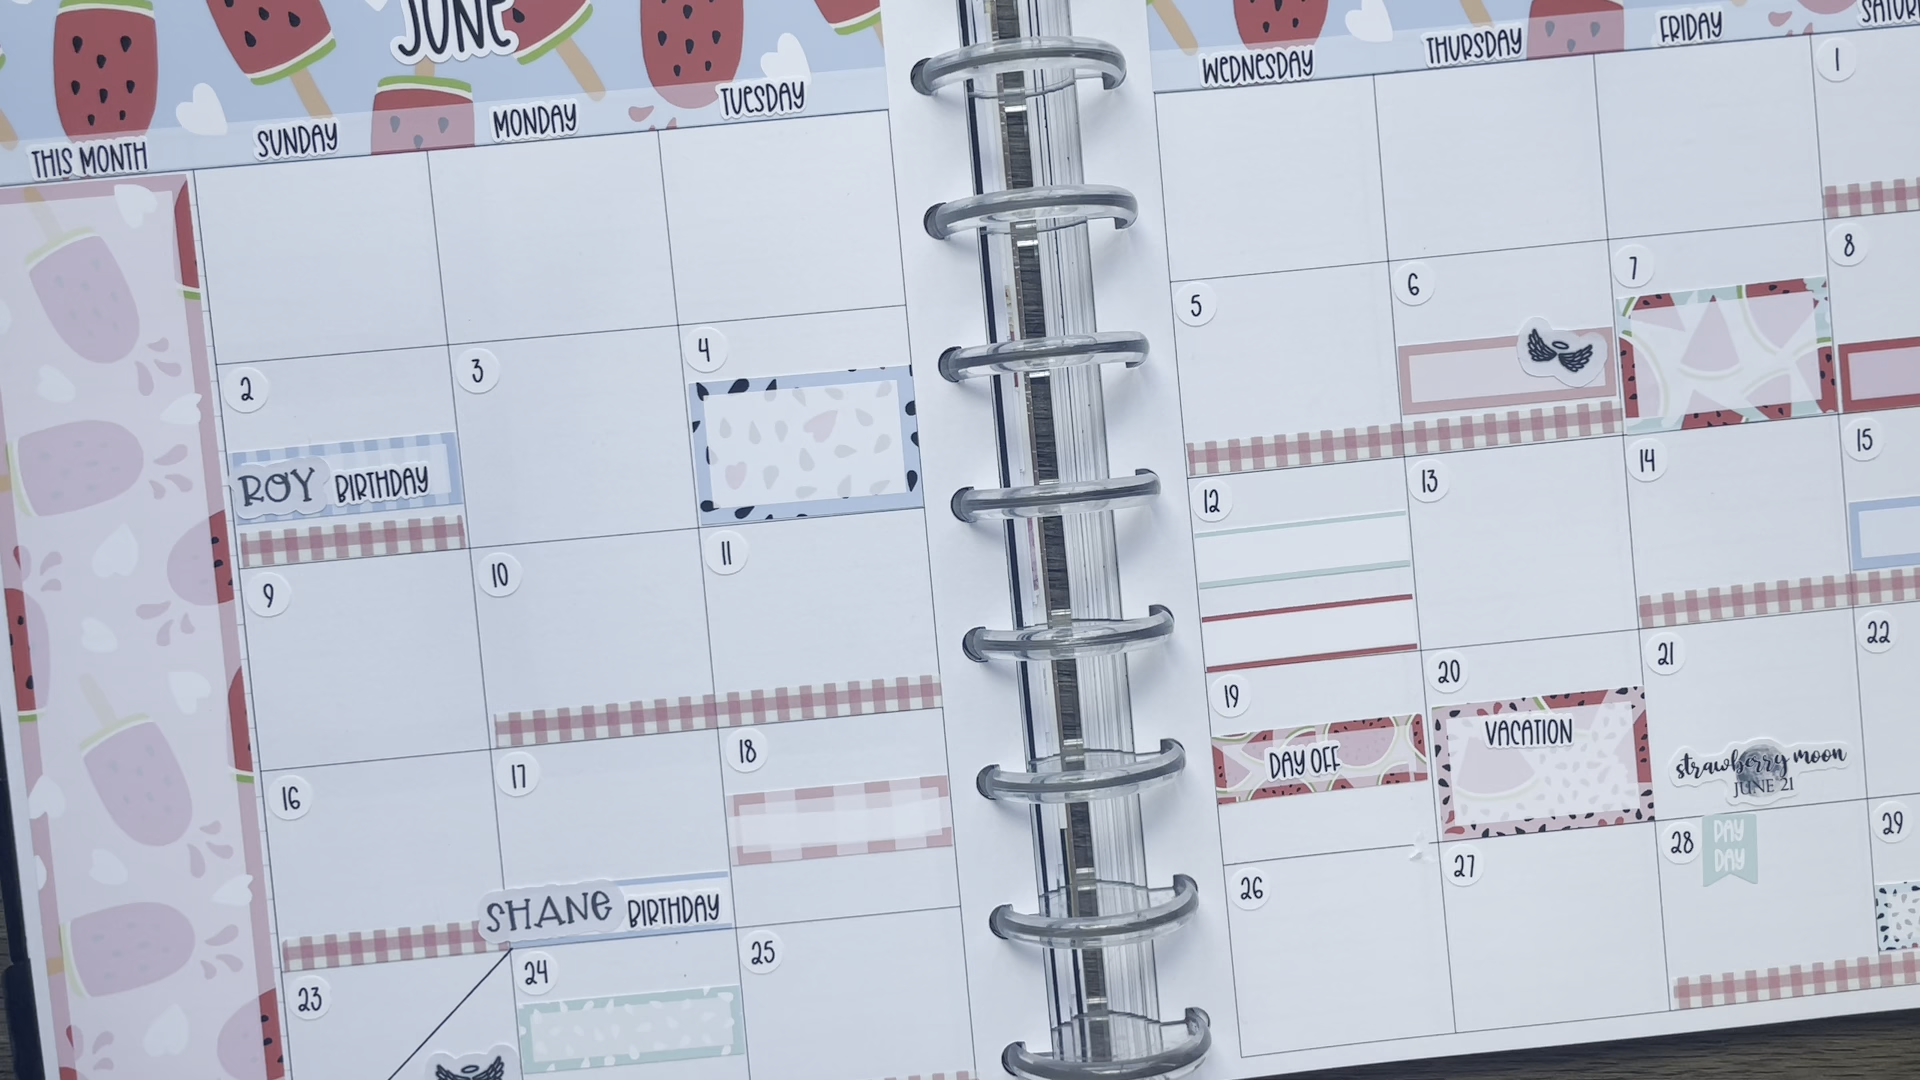 JUNE
THIS MONTH
SUNDAY
MONDAY
TUESDAY
WEDNESDAY
THURSDAY
FRIDAY
1
2
ROY BIRTHDAY
3
4
5
6
7
8
9
10
11
12
13
14
15
16
17
SHANE BIRTHDAY
18
19
DAY OFF
20
VACATION
21
strawberry moon
JUNE 21
22
23
24
25
26
27
28
PAY
DAY
29